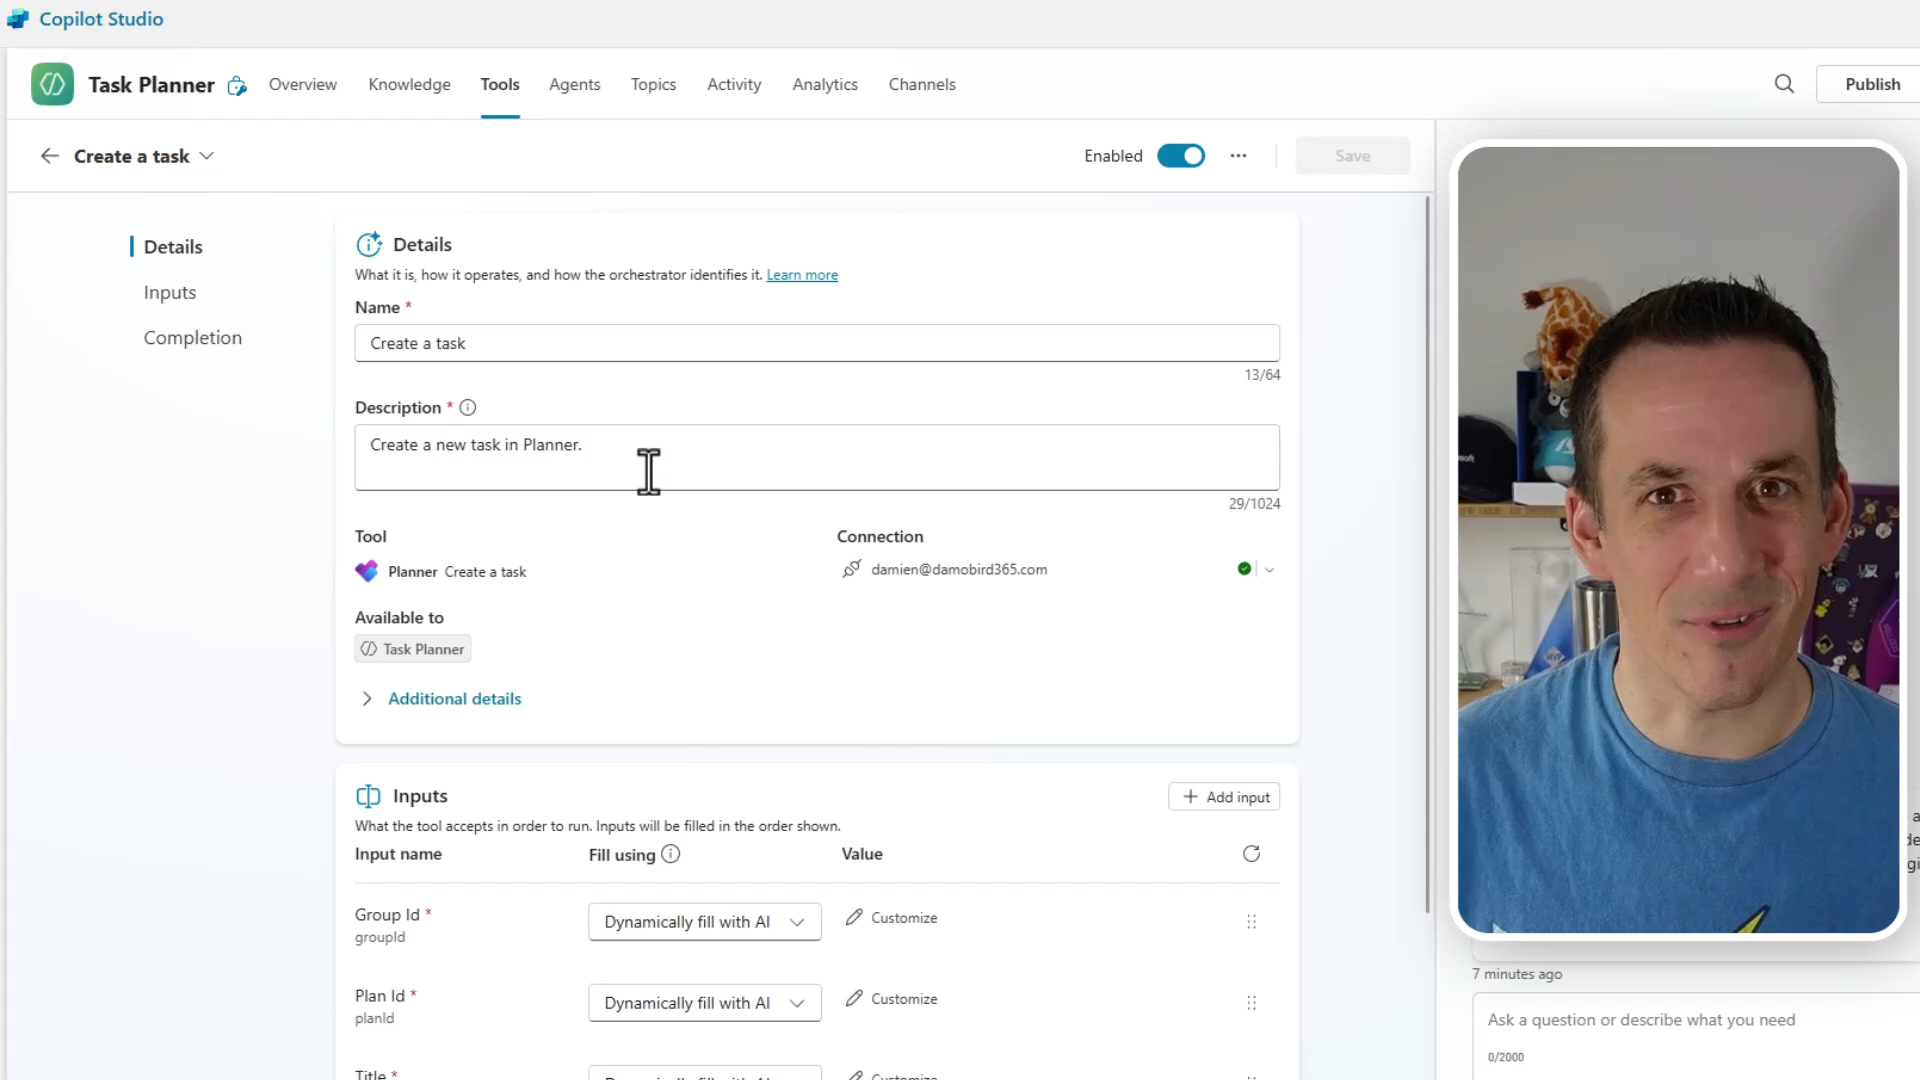 Copilot Studio
Task Planner
Overview
Knowledge
Tools
Agents
Topics
Activity
Analytics
Channels
Publish
Create a task
Enabled
Save
Details
Inputs
Completion
Details
What it is, how it operates, and how the orchestrator identifies it. Learn more
Name *
Create a task
13/64
Description *
Create a new task in Planner.
29/1024
Tool
Connection
Planner Create a task
damien@damobird365.com
Available to
Task Planner
Additional details
Inputs
Add input
What the tool accepts in order to run. Inputs will be filled in the order shown.
Input name
Fill using
Value
Group Id *
groupId
Dynamically fill with AI
Customize
Plan Id *
planId
Dynamically fill with AI
Customize
Title *
Dynamically fill with AI
Customize
7 minutes ago
Ask a question or describe what you need
0/2000